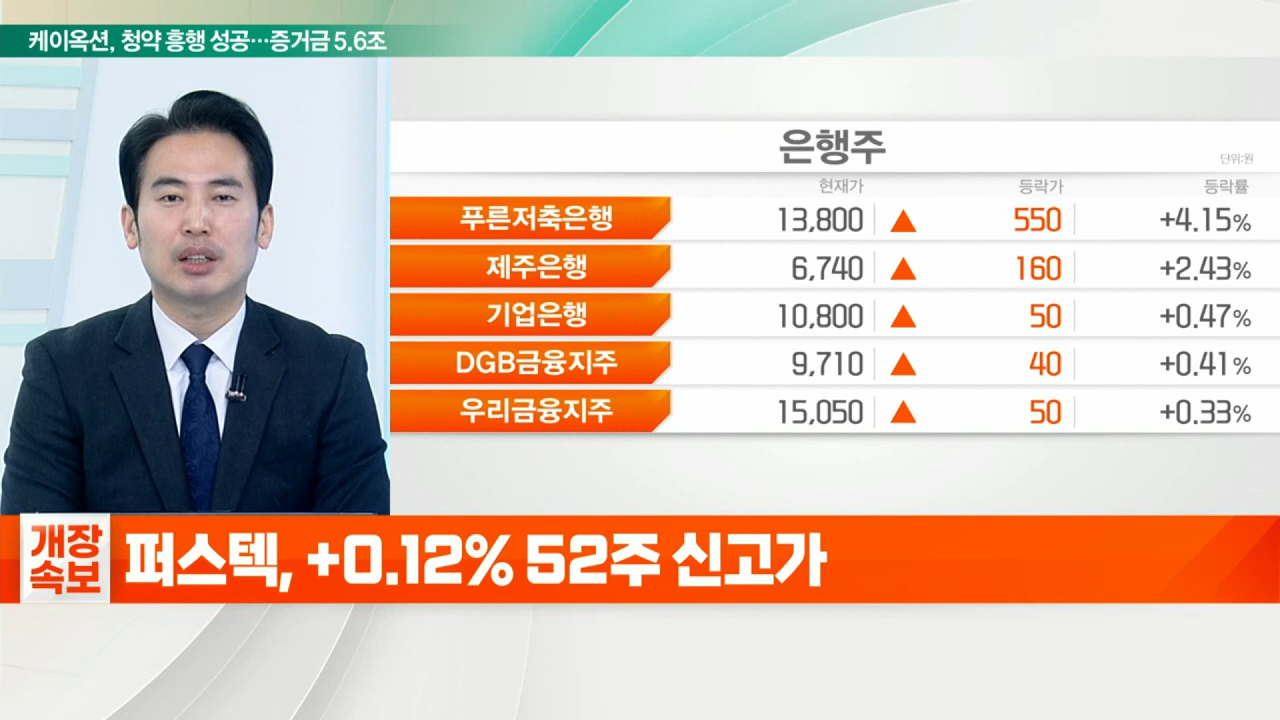 케이옥션, 청약 흥행 성공…증거금 5.6조
은행주
단위:원
현재가 등락가 등락률
푸른저축은행 13,800 ▲ 550 +4.15%
제주은행 6,740 ▲ 160 +2.43%
기업은행 10,800 ▲ 50 +0.47%
DGB금융지주 9,710 ▲ 40 +0.41%
우리금융지주 15,050 ▲ 50 +0.33%
개장
속보
퍼스텍, +0.12% 52주 신고가